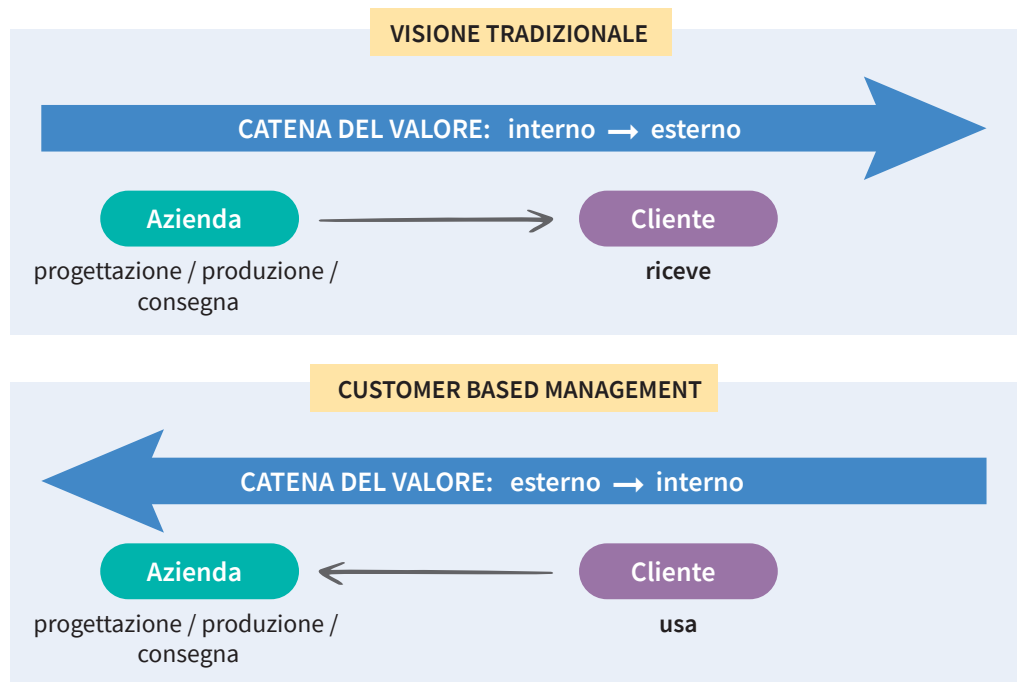 VISIONE TRADIZIONALE
CATENA DEL VALORE: interno → esterno
Azienda
Cliente
progettazione / produzione /
consegna
riceve
CUSTOMER BASED MANAGEMENT
CATENA DEL VALORE: esterno → interno
Azienda
Cliente
progettazione / produzione /
consegna
usa